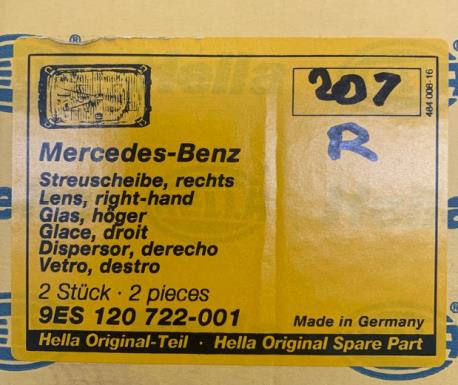 207
484 008-16
R
Mercedes-Benz
Streuscheibe, rechts
Lens, right-hand
Glas, höger
Glace, droit
Dispersor, derecho
Vetro, destro
2 Stück · 2 pieces
9ES 120 722-001
Made in Germany
Hella Original-Teil · Hella Original Spare Part